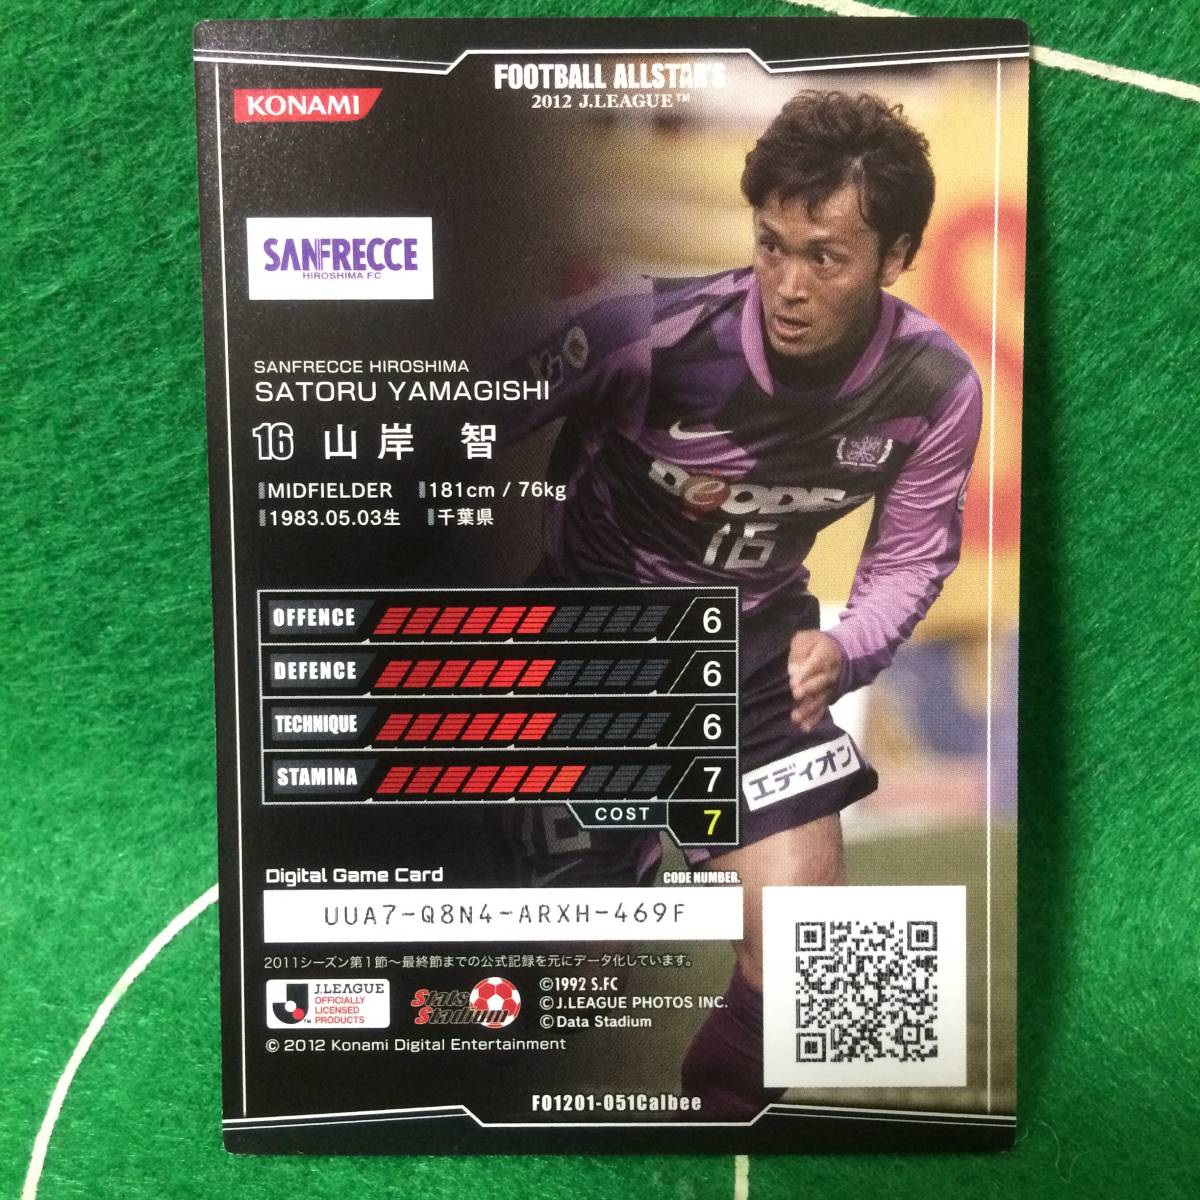 FOOTBALL ALLSTAR'S
2012 J.LEAGUE™
KONAMI
SANFRECCE
HIROSHIMA FC
SANFRECCE HIROSHIMA
SATORU YAMAGISHI
16 山岸 智
MIDFIELDER 181cm / 76kg
1983.05.03生 千葉県
16
OFFENCE 6
DEFENCE 6
TECHNIQUE 6
STAMINA 7
COST 7
エディオン
Digital Game Card CODE NUMBER.
UUA7-Q8N4-ARXH-469F
2011シーズン第1節〜最終節までの公式記録を元にデータ化しています。
J.LEAGUE
OFFICIALLY
LICENSED
PRODUCTS
Stats
Stadium
©1992 S.FC
©J.LEAGUE PHOTOS INC.
©Data Stadium
© 2012 Konami Digital Entertainment
FO1201-051Calbee